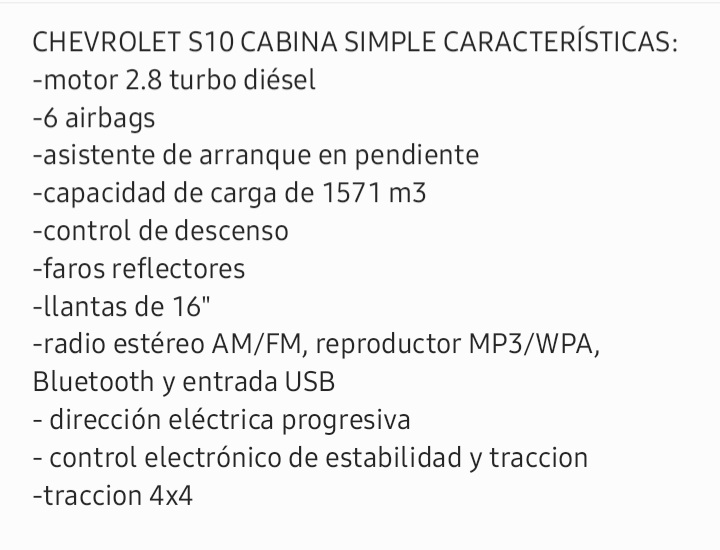 CHEVROLET S10 CABINA SIMPLE CARACTERÍSTICAS:
-motor 2.8 turbo diésel
-6 airbags
-asistente de arranque en pendiente
-capacidad de carga de 1571 m3
-control de descenso
-faros reflectores
-llantas de 16"
-radio estéreo AM/FM, reproductor MP3/WPA,
Bluetooth y entrada USB
- dirección eléctrica progresiva
- control electrónico de estabilidad y traccion
-traccion 4x4